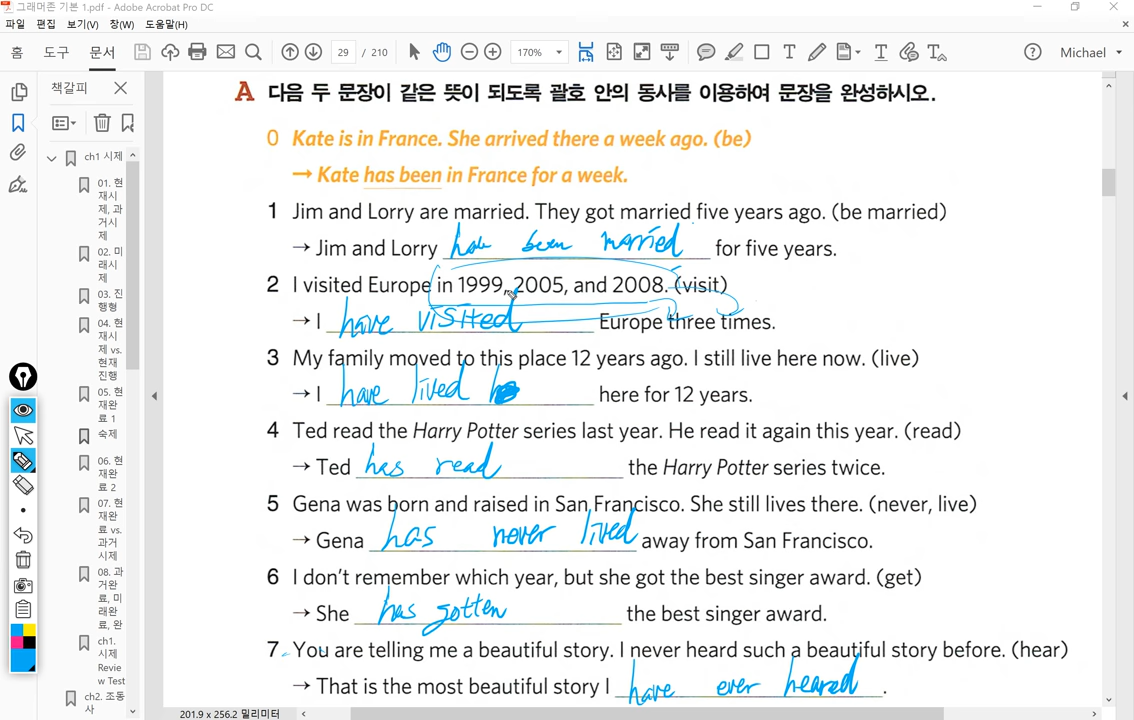 그래머존 기본 1.pdf - Adobe Acrobat Pro DC
파일 편집 보기(V) 창(W) 도움말(H)
홈 도구 문서 29 / 210 170% Michael
책갈피
ch1 시제
01. 현재시제, 과거시제
02. 미래시제
03. 진행형
04. 현재시제 vs. 현재진행
05. 현재완료 1
숙제
06. 현재완료 2
07. 현재완료 vs. 과거시제
08. 과거완료, 미래완료, 완
ch1. 시제 Review Test
ch2. 조동사
A 다음 두 문장이 같은 뜻이 되도록 괄호 안의 동사를 이용하여 문장을 완성하시오.
0 Kate is in France. She arrived there a week ago. (be)
→ Kate has been in France for a week.
1 Jim and Lorry are married. They got married five years ago. (be married)
→ Jim and Lorry have been married for five years.
2 I visited Europe in 1999, 2005, and 2008. (visit)
→ I have visited Europe three times.
3 My family moved to this place 12 years ago. I still live here now. (live)
→ I have lived here for 12 years.
4 Ted read the Harry Potter series last year. He read it again this year. (read)
→ Ted has read the Harry Potter series twice.
5 Gena was born and raised in San Francisco. She still lives there. (never, live)
→ Gena has never lived away from San Francisco.
6 I don't remember which year, but she got the best singer award. (get)
→ She has gotten the best singer award.
7 You are telling me a beautiful story. I never heard such a beautiful story before. (hear)
→ That is the most beautiful story I have ever heared.
201.9 x 256.2 밀리미터